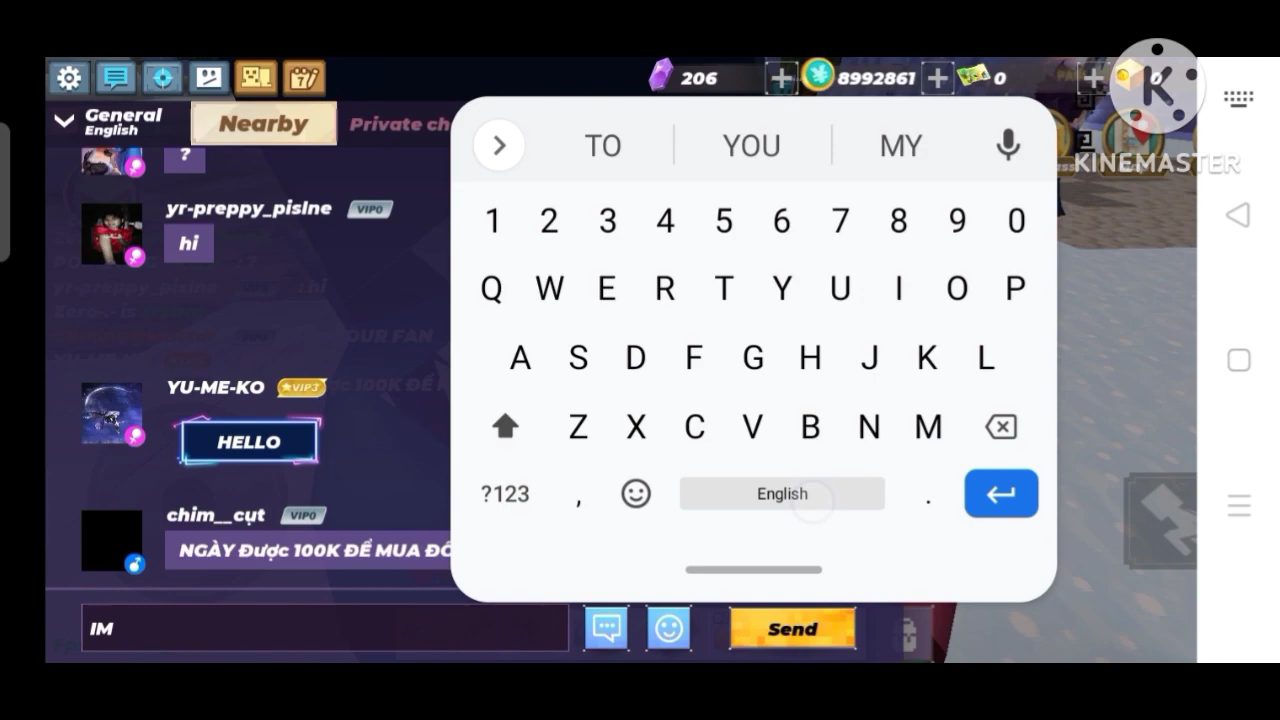 206
8992861
0
0
General
English
Nearby
Private ch
KINEMASTER
K
?
yr-preppy_pislne VIP0
hi
YU-ME-KO VIP3
HELLO
chim__cụt VIP0
NGÀY Được 100K ĐỂ MUA ĐỒ
IM
Send
TO YOU MY
1 2 3 4 5 6 7 8 9 0
Q W E R T Y U I O P
A S D F G H J K L
Z X C V B N M
?123 , English .